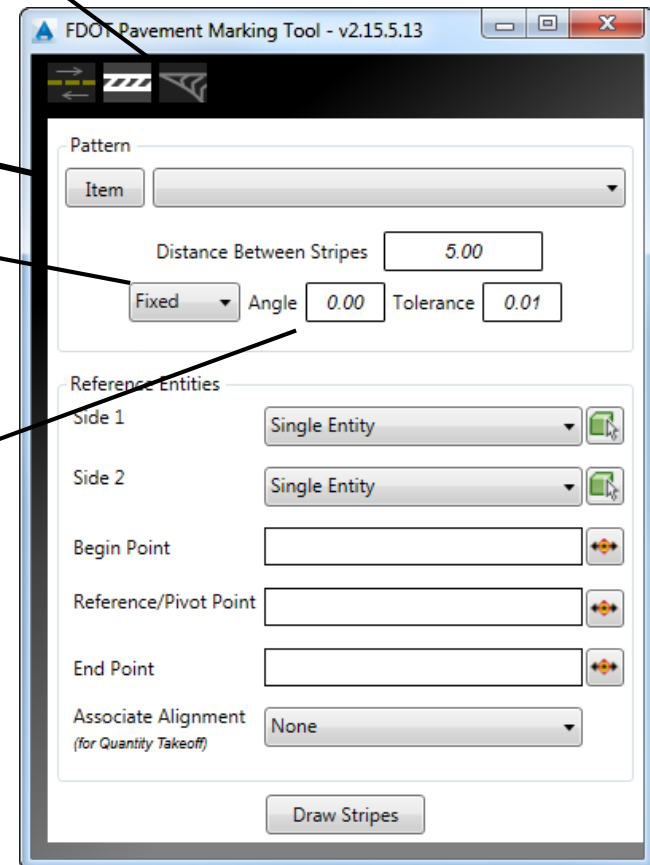 FDOT Pavement Marking Tool - v2.15.5.13
Pattern
Item
Distance Between Stripes 5.00
Fixed Angle 0.00 Tolerance 0.01
Reference Entities
Side 1 Single Entity
Side 2 Single Entity
Begin Point
Reference/Pivot Point
End Point
Associate Alignment None
(for Quantity Takeoff)
Draw Stripes